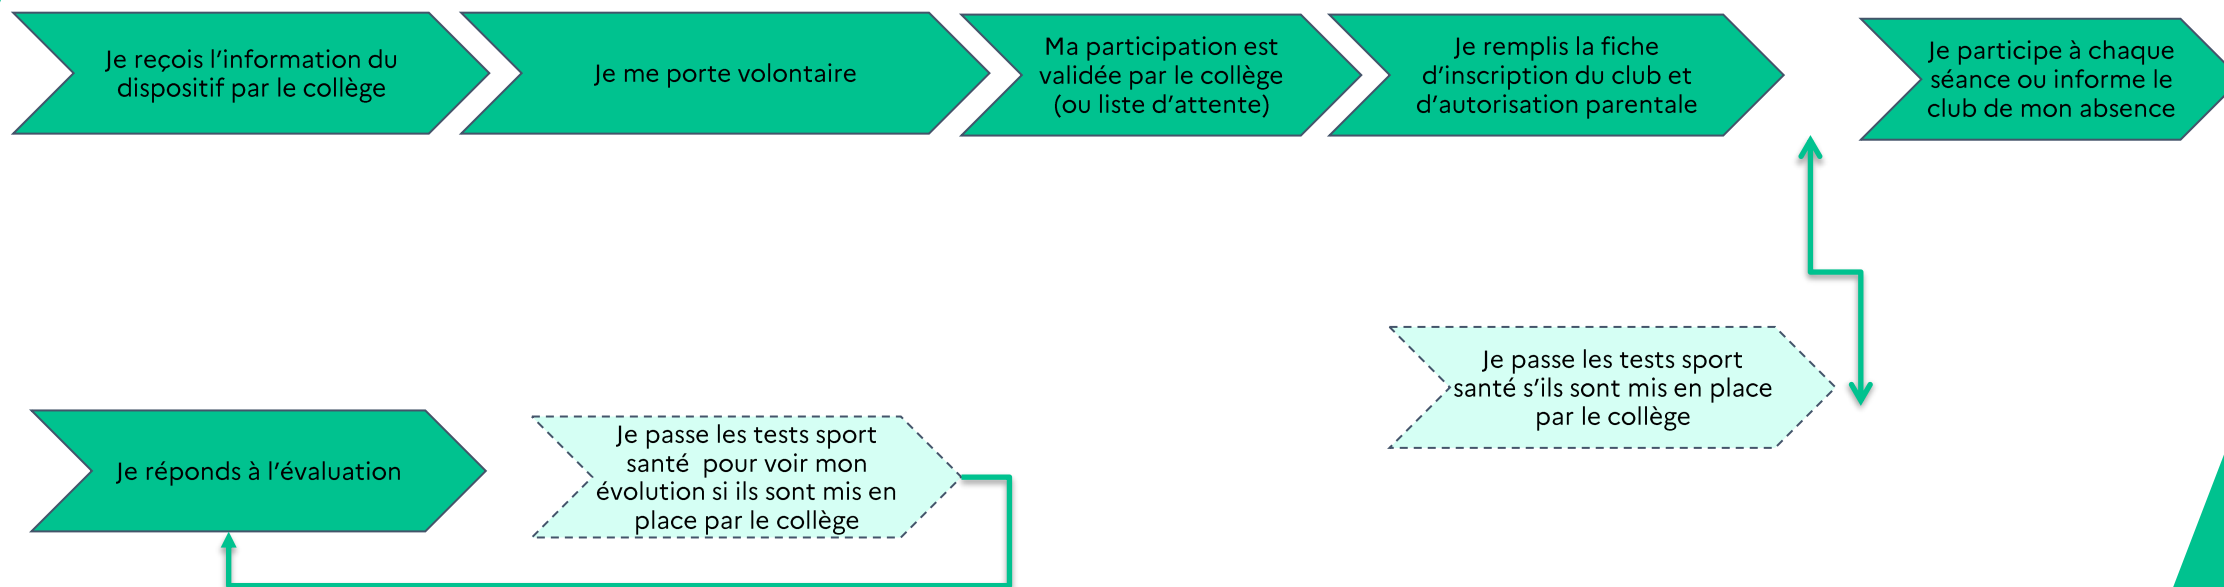 Je reçois l'information du
dispositif par le collège
Je me porte volontaire
Ma participation est
validée par le collège
(ou liste d'attente)
Je remplis la fiche
d'inscription du club et
d'autorisation parentale
Je participe à chaque
séance ou informe le
club de mon absence
Je passe les tests sport
santé s'ils sont mis en place
par le collège
Je réponds à l'évaluation
Je passe les tests sport
santé  pour voir mon
évolution si ils sont mis en
place par le collège